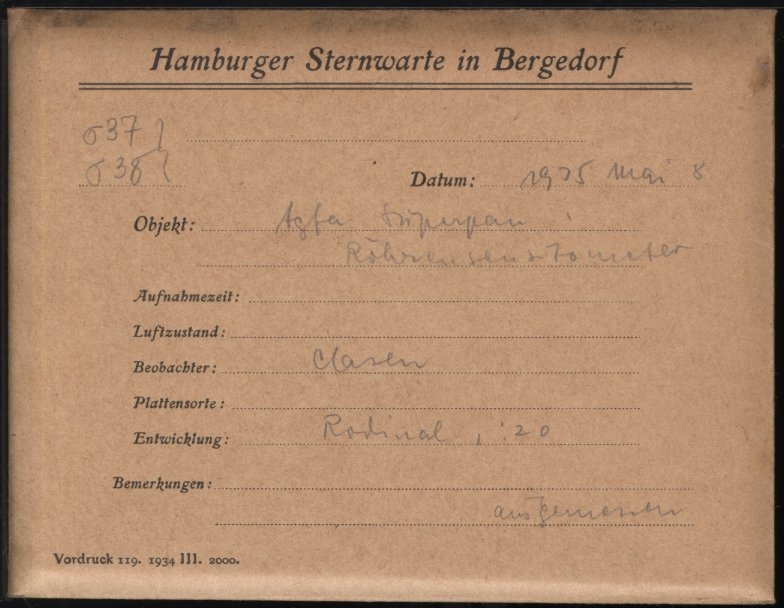 Hamburger Sternwarte in Bergedorf
σ37 }
σ38 }
Datum: 1935 Mai 8
Objekt: Agfa Superpan
Röhrensensitometer
Aufnahmezeit:
Luftzustand:
Beobachter: Clasen
Plattensorte:
Entwicklung: Rodinal 1:20
Bemerkungen:
ausgemessen
Vordruck 119. 1934 III. 2000.